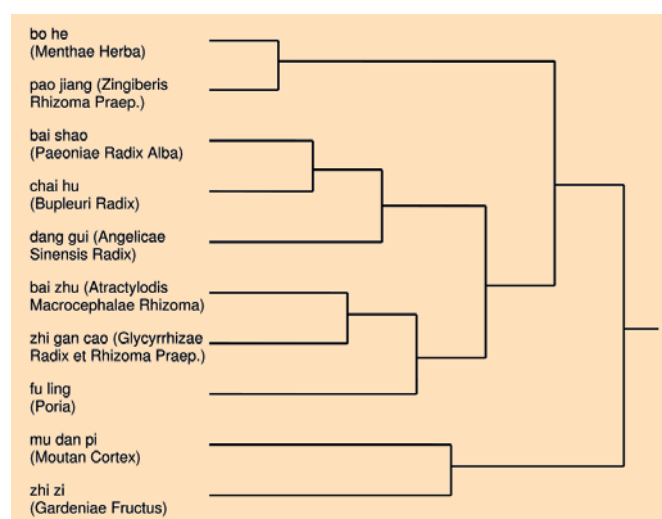 bo he
(Menthae Herba)
pao jiang (Zingiberis
Rhizoma Praep.)
bai shao
(Paeoniae Radix Alba)
chai hu
(Bupleuri Radix)
dang gui (Angelicae
Sinensis Radix)
bai zhu (Atractylodis
Macrocephalae Rhizoma)
zhi gan cao (Glycyrrhizae
Radix et Rhizoma Praep.)
fu ling
(Poria)
mu dan pi
(Moutan Cortex)
zhi zi
(Gardeniae Fructus)